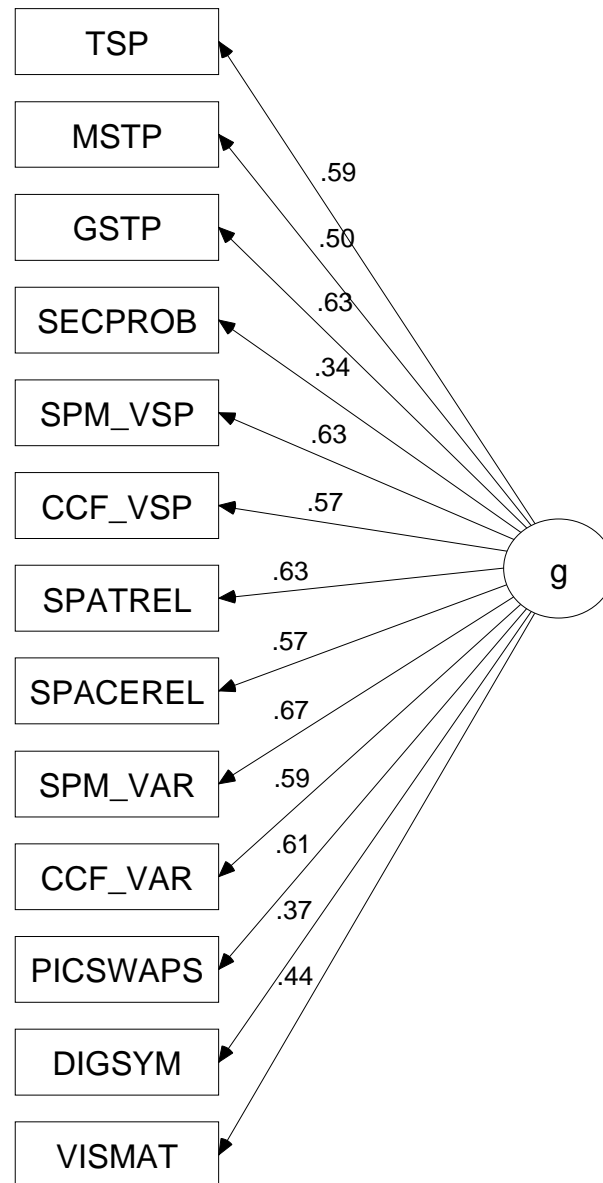 TSP
MSTP
.59
GSTP
.50
.63
SECPROB
.34
SPM_VSP
.63
CCF_VSP
.57
SPATREL
.63
g
.57
SPACEREL
.67
SPM_VAR
.59
CCF_VAR
.61
.37
PICSWAPS
.44
DIGSYM
VISMAT